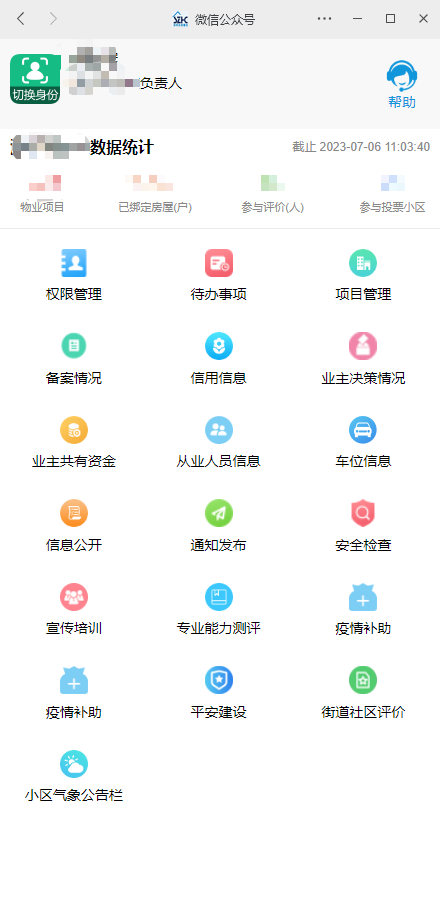 微信公众号
切换身份
负责人
帮助
数据统计
截止 2023-07-06 11:03:40
物业项目 已绑定房屋(户) 参与评价(人) 参与投票小区
权限管理 待办事项 项目管理
备案情况 信用信息 业主决策情况
业主共有资金 从业人员信息 车位信息
信息公开 通知发布 安全检查
宣传培训 专业能力测评 疫情补助
疫情补助 平安建设 街道社区评价
小区气象公告栏